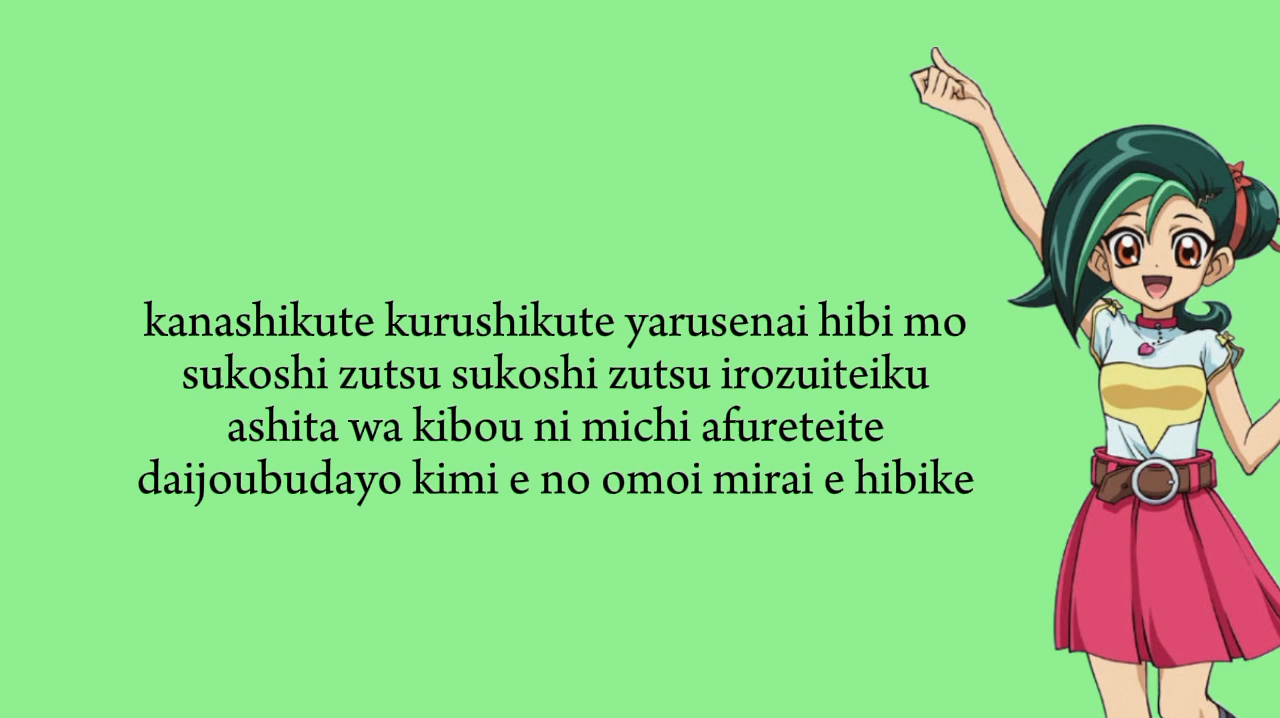 kanashikute kurushikute yarusenai hibi mo
sukoshi zutsu sukoshi zutsu irozuiteiku
ashita wa kibou ni michi afureteite
daijoubudayo kimi e no omoi mirai e hibike